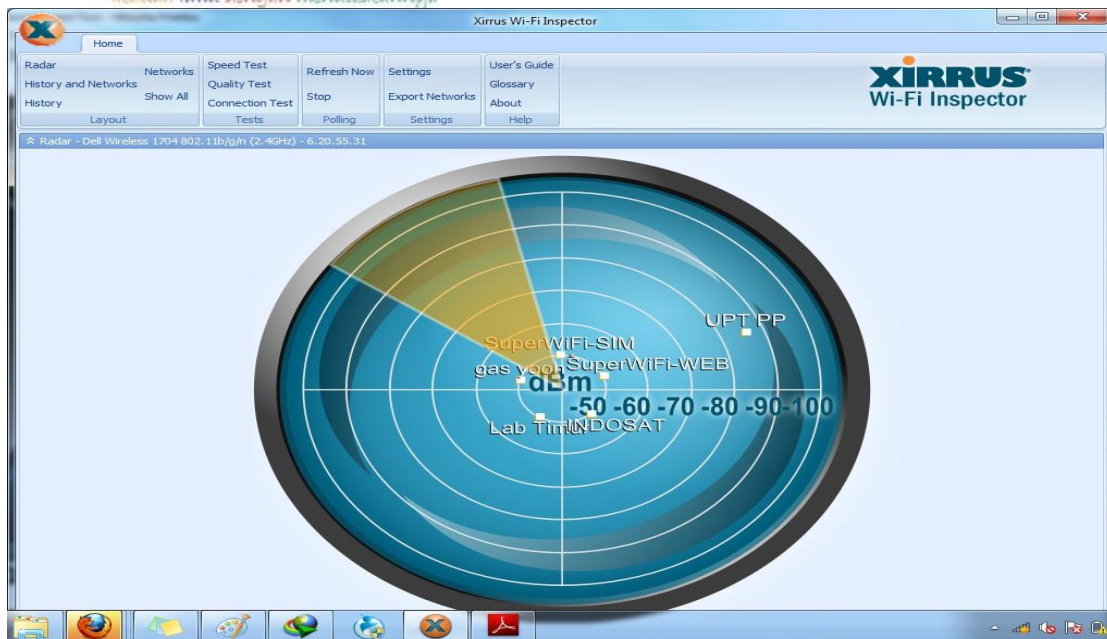 Xirrus Wi-Fi Inspector
Home
Radar
History and Networks
History
Networks
Show All
Layout
Speed Test
Quality Test
Connection Test
Tests
Refresh Now
Stop
Polling
Settings
Export Networks
Settings
User's Guide
Glossary
About
Help
XIRRUS
Wi-Fi Inspector
Radar - Dell Wireless 1704 802.11b/g/n (2.4GHz) - 6.20.55.31
UPT PP
SuperWiFi-SIM
gas yooh
SuperWiFi-WEB
dBm
-50 -60 -70 -80 -90 -100
Lab Timur
INDOSAT